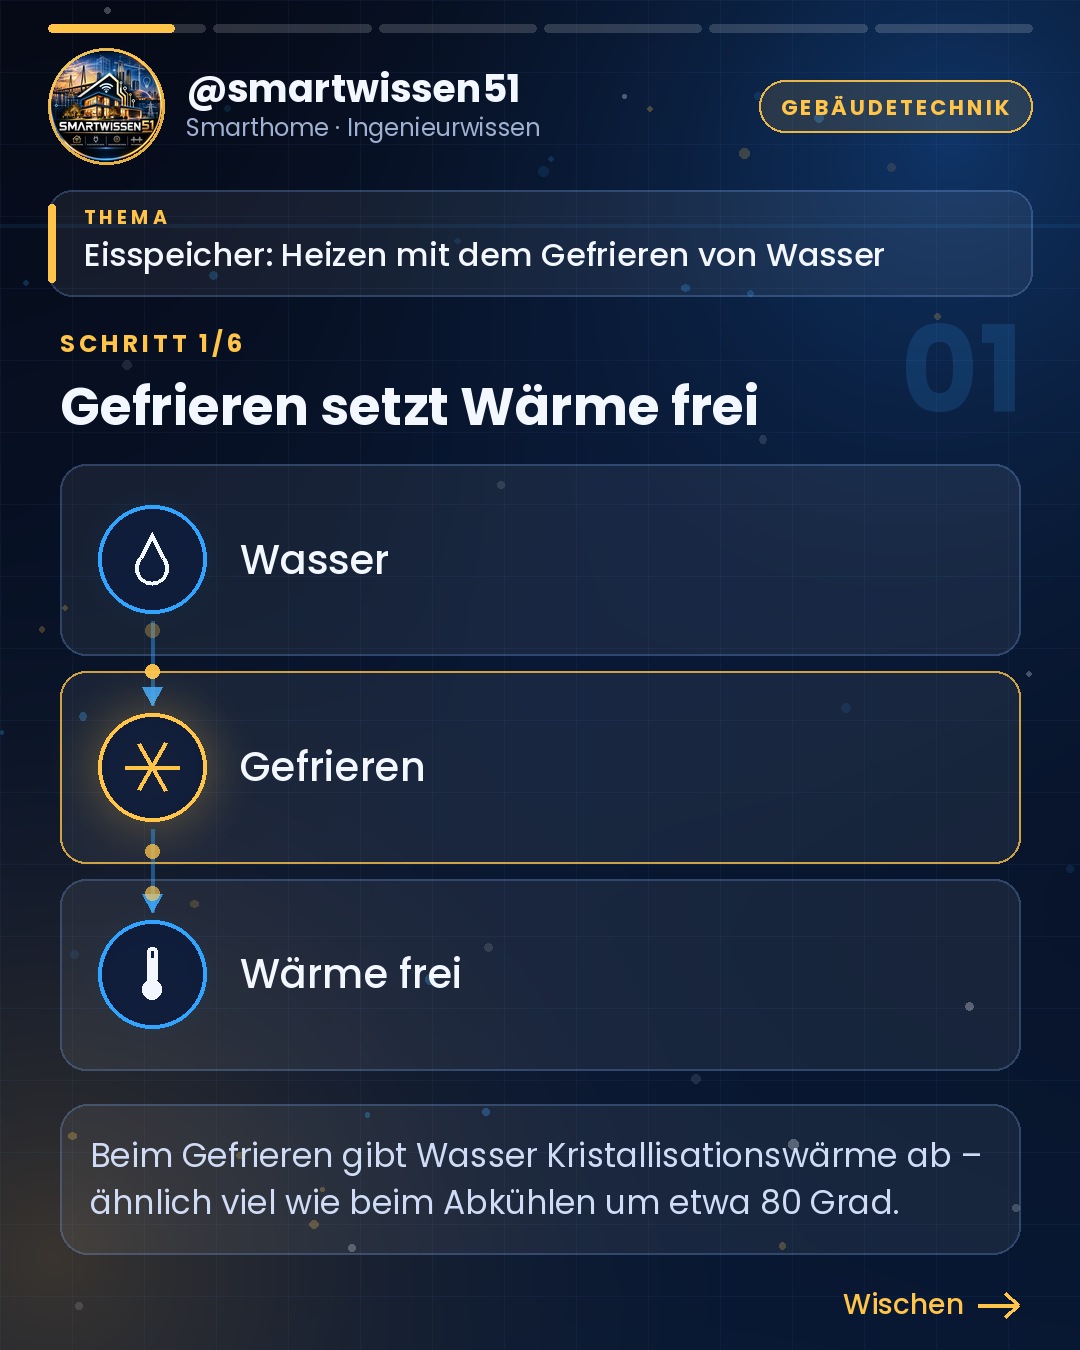 SMARTWISSEN51
@smartwissen51
Smarthome · Ingenieurwissen
GEBÄUDETECHNIK
THEMA
Eisspeicher: Heizen mit dem Gefrieren von Wasser
SCHRITT 1/6
01
Gefrieren setzt Wärme frei
Wasser
Gefrieren
Wärme frei
Beim Gefrieren gibt Wasser Kristallisationswärme ab –
ähnlich viel wie beim Abkühlen um etwa 80 Grad.
Wischen